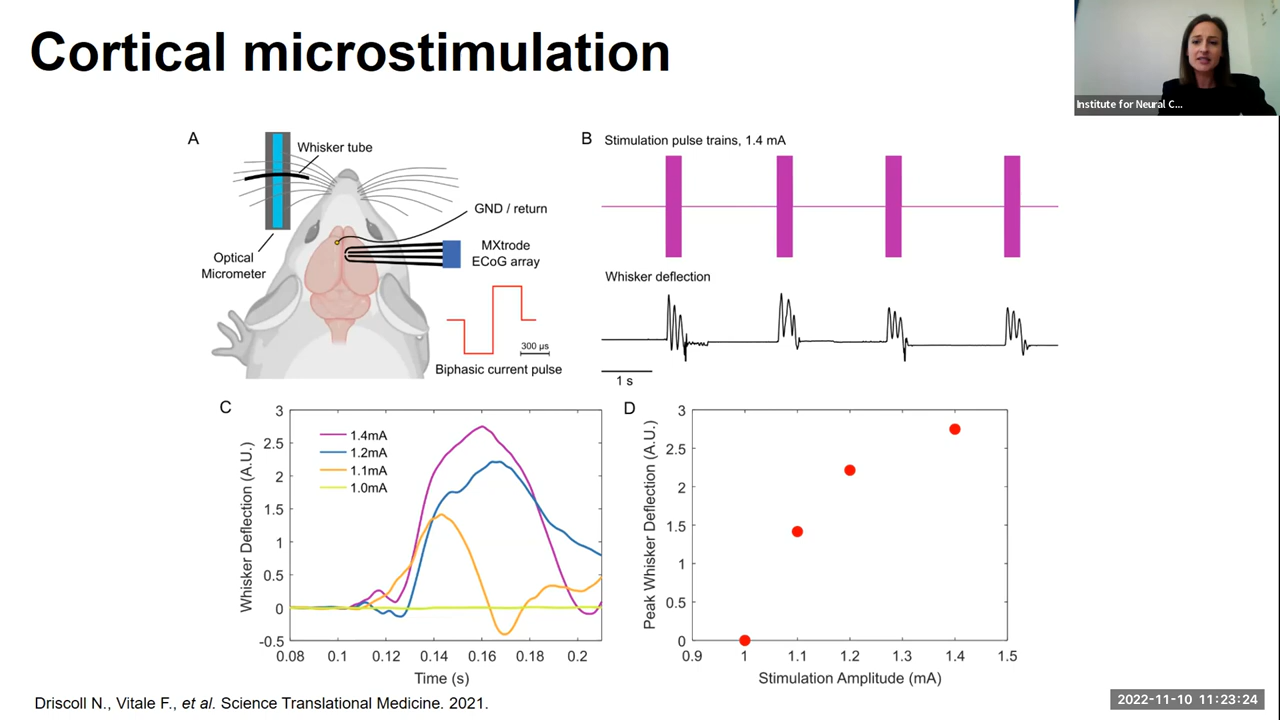 Cortical microstimulation
Institute for Neural C...
A
Whisker tube
GND / return
MXtrode
ECoG array
Optical
Micrometer
300 µs
Biphasic current pulse
B
Stimulation pulse trains, 1.4 mA
Whisker deflection
1 s
C
Whisker Deflection (A.U.)
3
2.5
2
1.5
1
0.5
0
-0.5
1.4mA
1.2mA
1.1mA
1.0mA
0.08 0.1 0.12 0.14 0.16 0.18 0.2
Time (s)
D
Peak Whisker Deflection (A.U.)
3
2.5
2
1.5
1
0.5
0
0.9 1 1.1 1.2 1.3 1.4 1.5
Stimulation Amplitude (mA)
Driscoll N., Vitale F., et al. Science Translational Medicine. 2021.
2022-11-10 11:23:24